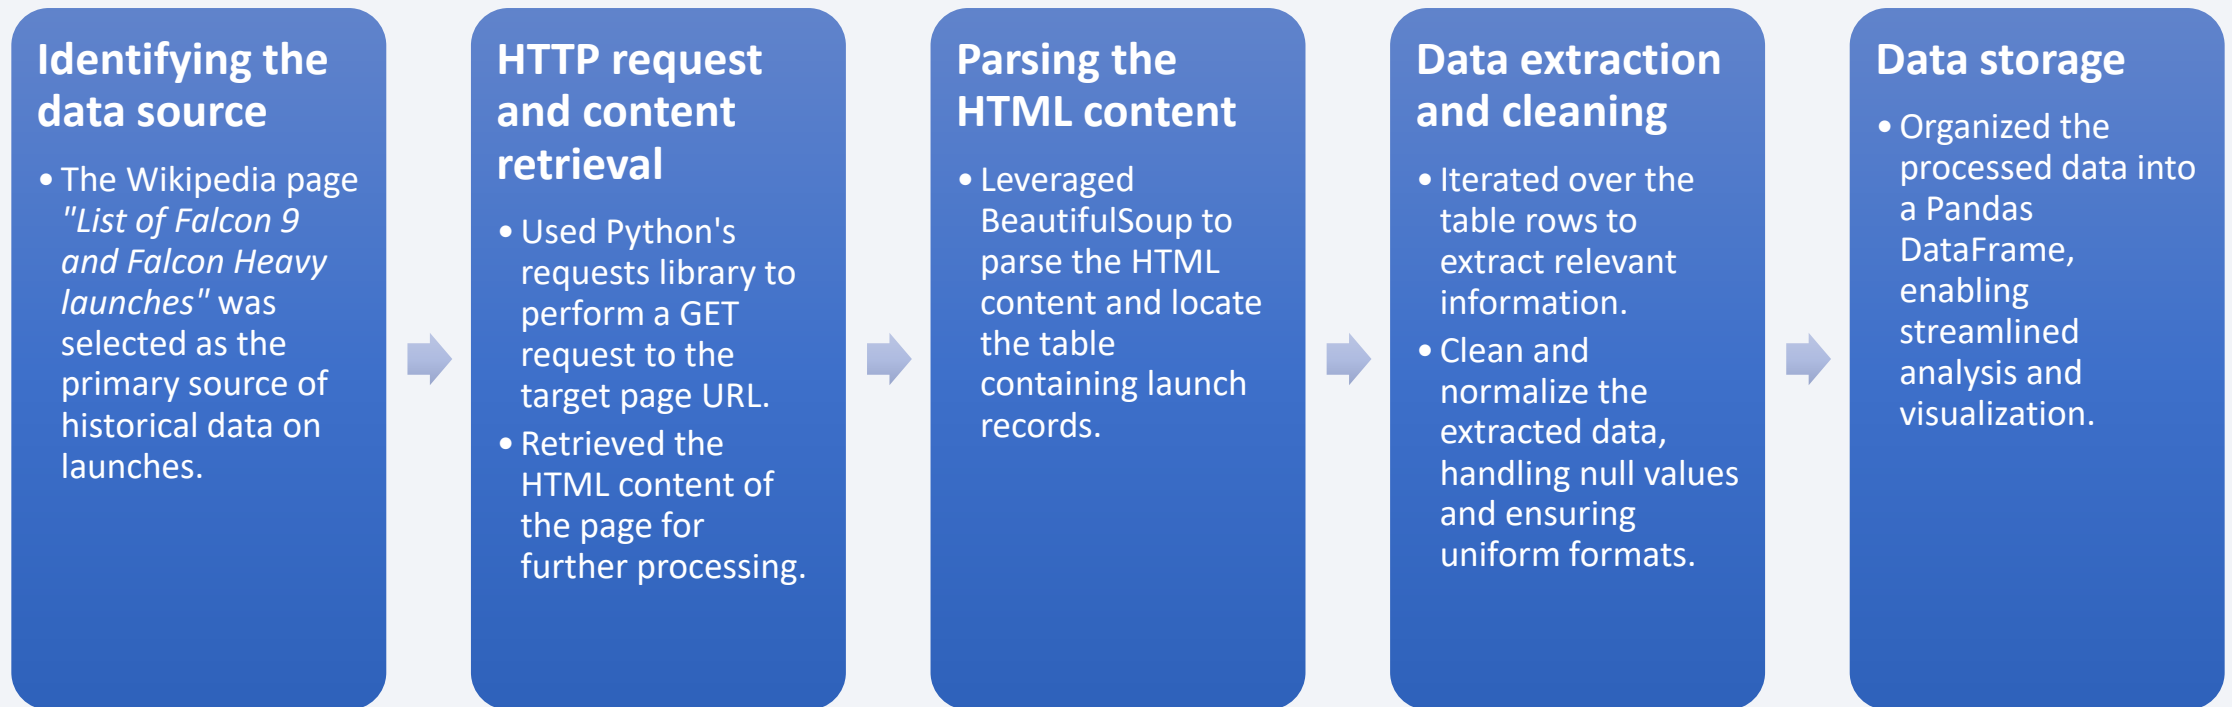 Identifying the
data source
• The Wikipedia page
"List of Falcon 9
and Falcon Heavy
launches" was
selected as the
primary source of
historical data on
launches.
HTTP request
and content
retrieval
• Used Python's
requests library to
perform a GET
request to the
target page URL.
• Retrieved the
HTML content of
the page for
further processing.
Parsing the
HTML content
• Leveraged
BeautifulSoup to
parse the HTML
content and locate
the table
containing launch
records.
Data extraction
and cleaning
• Iterated over the
table rows to
extract relevant
information.
• Clean and
normalize the
extracted data,
handling null values
and ensuring
uniform formats.
Data storage
• Organized the
processed data into
a Pandas
DataFrame,
enabling
streamlined
analysis and
visualization.